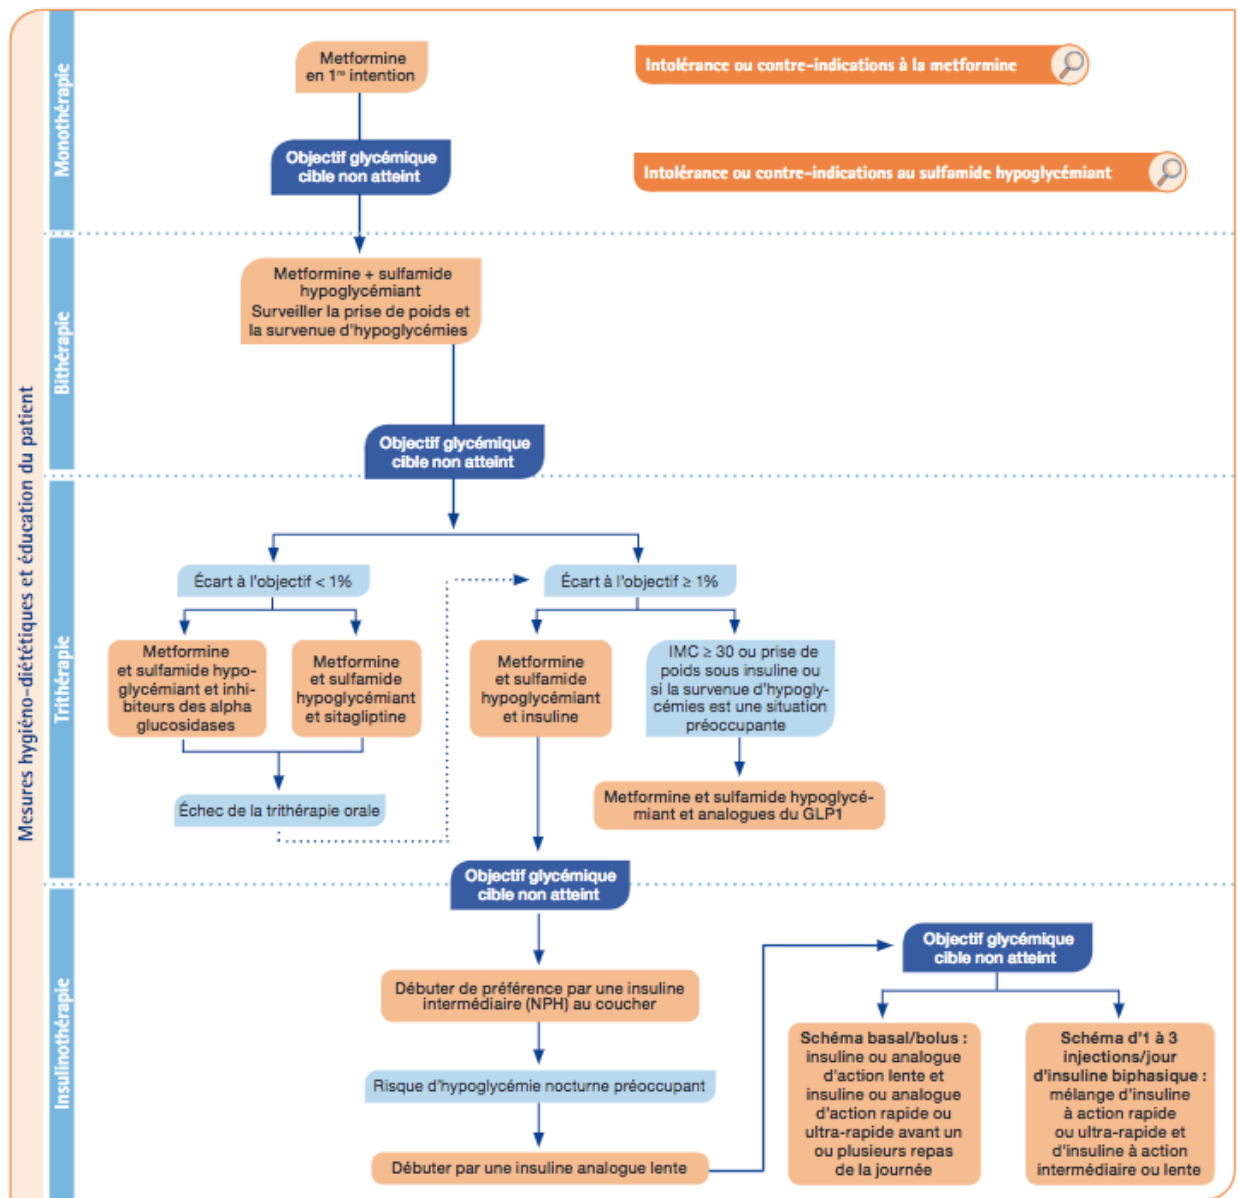 Mesures hygiéno-diététiques et éducation du patient
Monothérapie
Metformine
en 1re intention
Intolérance ou contre-indications à la metformine
Objectif glycémique
cible non atteint
Intolérance ou contre-indications au sulfamide hypoglycémiant
Bithérapie
Metformine + sulfamide
hypoglycémiant
Surveiller la prise de poids et
la survenue d'hypoglycémies
Objectif glycémique
cible non atteint
Trithérapie
Écart à l'objectif < 1%
Écart à l'objectif ≥ 1%
Metformine
et sulfamide hypo-
glycémiant et inhi-
biteurs des alpha
glucosidases
Metformine
et sulfamide
hypoglycémiant
et sitagliptine
Metformine
et sulfamide
hypoglycémiant
et insuline
IMC ≥ 30 ou prise de
poids sous insuline ou
si la survenue d'hypogly-
cémies est une situation
préoccupante
Échec de la trithérapie orale
Metformine et sulfamide hypoglycé-
miant et analogues du GLP1
Objectif glycémique
cible non atteint
Insulinothérapie
Débuter de préférence par une insuline
intermédiaire (NPH) au coucher
Risque d'hypoglycémie nocturne préoccupant
Débuter par une insuline analogue lente
Objectif glycémique
cible non atteint
Schéma basal/bolus :
insuline ou analogue
d'action lente et
insuline ou analogue
d'action rapide ou
ultra-rapide avant un
ou plusieurs repas
de la journée
Schéma d'1 à 3
injections/jour
d'insuline biphasique :
mélange d'insuline
à action rapide
ou ultra-rapide et
d'insuline à action
intermédiaire ou lente